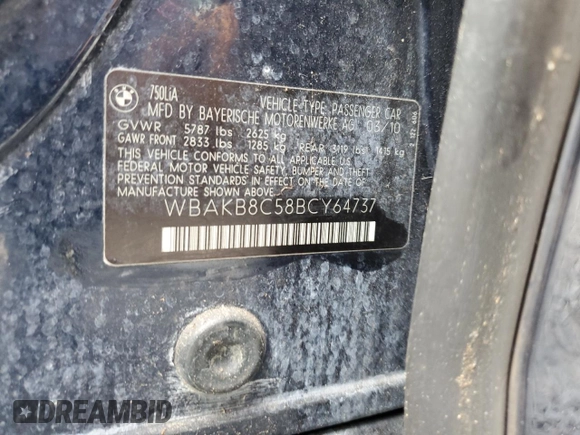 BMW
750LiA
VEHICLE-TYPE: PASSENGER CAR
MFD BY BAYERISCHE MOTORENWERKE AG 03/10
GVWR 5787 lbs 2625 kg
GAWR FRONT 2833 lbs 1285 kg /REAR 3119 lbs 1415 kg
THIS VEHICLE CONFORMS TO ALL APPLICABLE U.S.
FEDERAL MOTOR VEHICLE SAFETY, BUMPER, AND
THEFT PREVENTION STANDARDS IN EFFECT ON THE DATE OF
MANUFACTURE SHOWN ABOVE.
WBAKB8C58BCY64737
DREAMBID